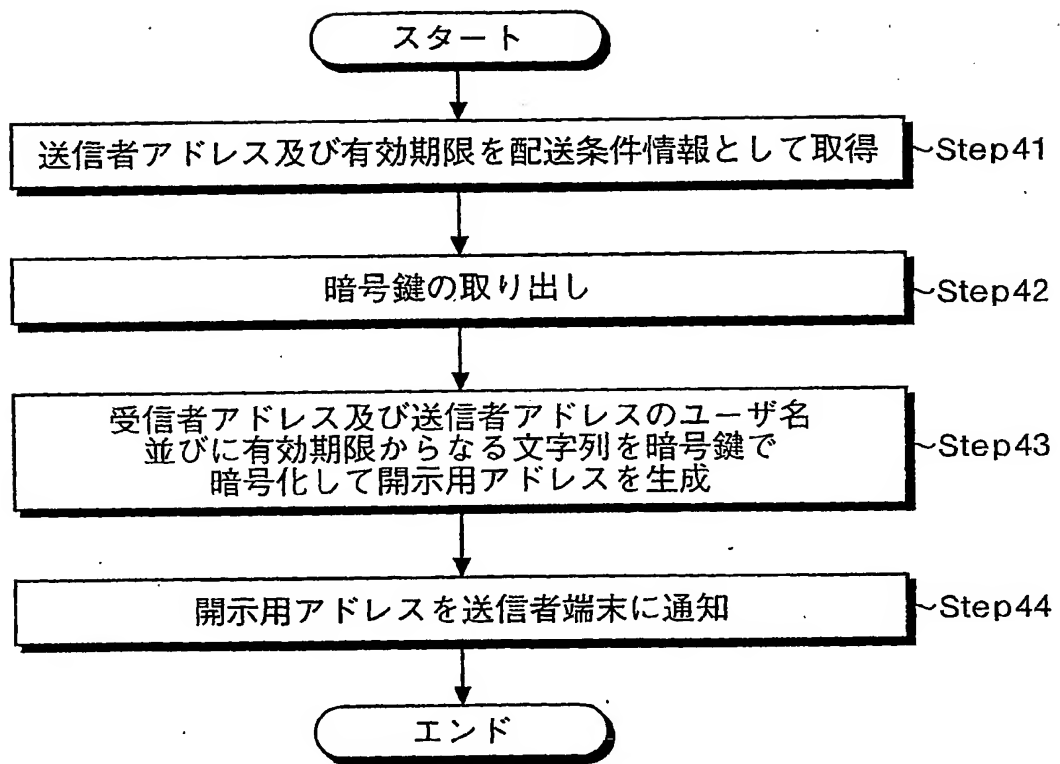 スタート
送信者アドレス及び有効期限を配送条件情報として取得
~Step41
暗号鍵の取り出し
~Step42
受信者アドレス及び送信者アドレスのユーザ名
並びに有効期限からなる文字列を暗号鍵で
暗号化して開示用アドレスを生成
~Step43
開示用アドレスを送信者端末に通知
~Step44
エンド